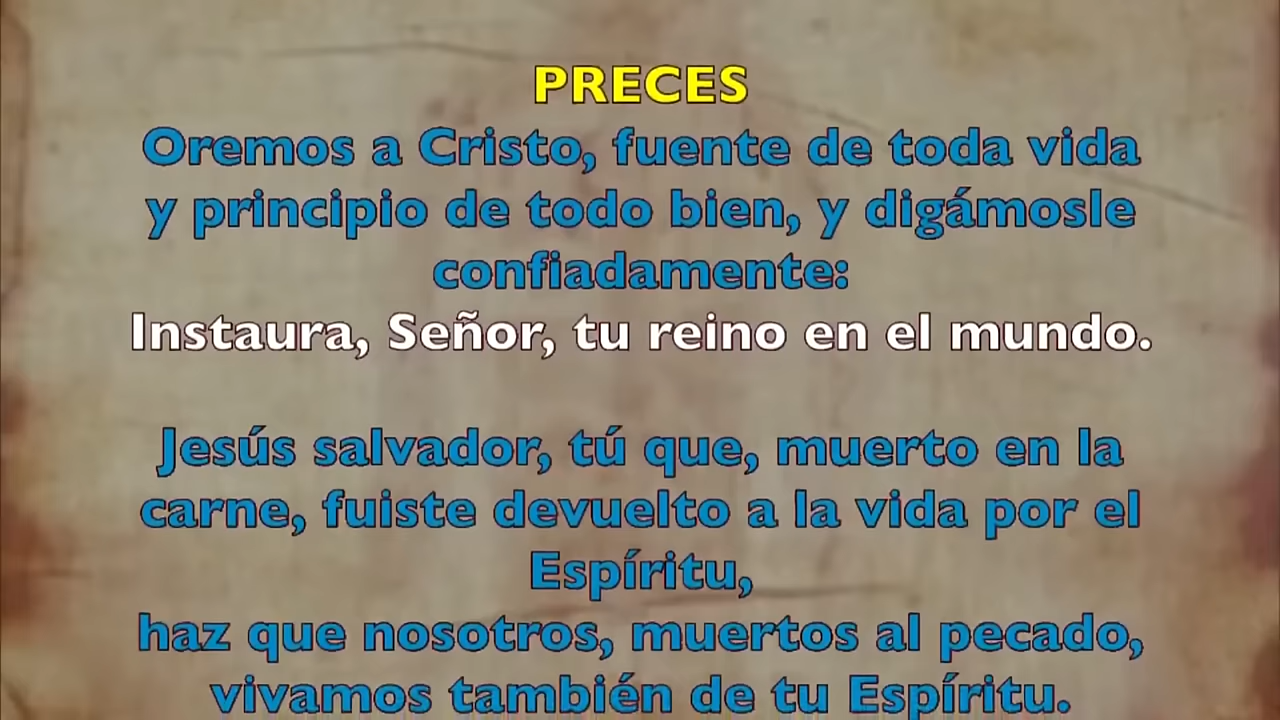 PRECES
Oremos a Cristo, fuente de toda vida
y principio de todo bien, y digámosle
confiadamente:
Instaura, Señor, tu reino en el mundo.
Jesús salvador, tú que, muerto en la
carne, fuiste devuelto a la vida por el
Espíritu,
haz que nosotros, muertos al pecado,
vivamos también de tu Espíritu.